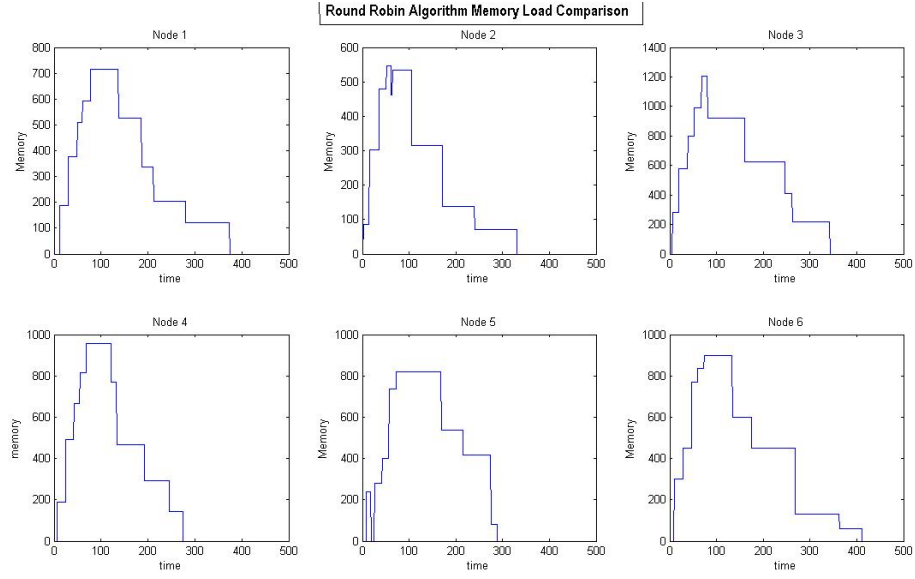 Round Robin Algorithm Memory Load Comparison
Node 1
800
700
600
500
400
300
200
100
0
Memory
0 100 200 300 400 500
time
Node 2
600
500
400
300
200
100
0
Memory
0 100 200 300 400 500
time
Node 3
1400
1200
1000
800
600
400
200
0
Memory
0 100 200 300 400 500
time
Node 4
1000
800
600
400
200
0
memory
0 100 200 300 400 500
time
Node 5
1000
800
600
400
200
0
Memory
0 100 200 300 400 500
time
Node 6
1000
800
600
400
200
0
Memory
0 100 200 300 400 500
time